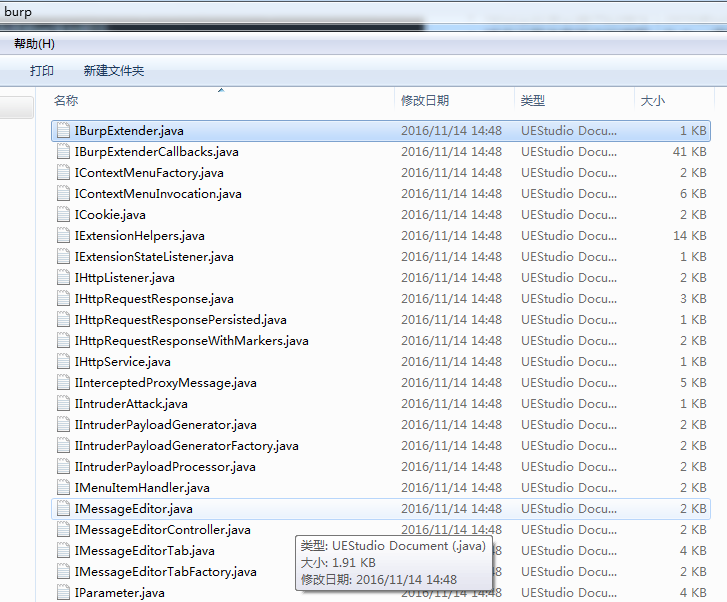 burp
帮助(H)
打印 新建文件夹
名称 修改日期 类型 大小
IBurpExtender.java 2016/11/14 14:48 UEStudio Docu... 1 KB
IBurpExtenderCallbacks.java 2016/11/14 14:48 UEStudio Docu... 41 KB
IContextMenuFactory.java 2016/11/14 14:48 UEStudio Docu... 2 KB
IContextMenuInvocation.java 2016/11/14 14:48 UEStudio Docu... 6 KB
ICookie.java 2016/11/14 14:48 UEStudio Docu... 2 KB
IExtensionHelpers.java 2016/11/14 14:48 UEStudio Docu... 14 KB
IExtensionStateListener.java 2016/11/14 14:48 UEStudio Docu... 1 KB
IHttpListener.java 2016/11/14 14:48 UEStudio Docu... 2 KB
IHttpRequestResponse.java 2016/11/14 14:48 UEStudio Docu... 3 KB
IHttpRequestResponsePersisted.java 2016/11/14 14:48 UEStudio Docu... 1 KB
IHttpRequestResponseWithMarkers.java 2016/11/14 14:48 UEStudio Docu... 2 KB
IHttpService.java 2016/11/14 14:48 UEStudio Docu... 1 KB
IInterceptedProxyMessage.java 2016/11/14 14:48 UEStudio Docu... 5 KB
IIntruderAttack.java 2016/11/14 14:48 UEStudio Docu... 1 KB
IIntruderPayloadGenerator.java 2016/11/14 14:48 UEStudio Docu... 2 KB
IIntruderPayloadGeneratorFactory.java 2016/11/14 14:48 UEStudio Docu... 2 KB
IIntruderPayloadProcessor.java 2016/11/14 14:48 UEStudio Docu... 2 KB
IMenuItemHandler.java 2016/11/14 14:48 UEStudio Docu... 2 KB
IMessageEditor.java 2016/11/14 14:48 UEStudio Docu... 2 KB
IMessageEditorController.java 2016/11/14 14:48 UEStudio Docu... 2 KB
IMessageEditorTab.java 8 UEStudio Docu... 4 KB
IMessageEditorTabFactory.java 8 UEStudio Docu... 2 KB
IParameter.java 2016/11/14 14:48 UEStudio Docu... 4 KB
类型: UEStudio Document (.java)
大小: 1.91 KB
修改日期: 2016/11/14 14:48